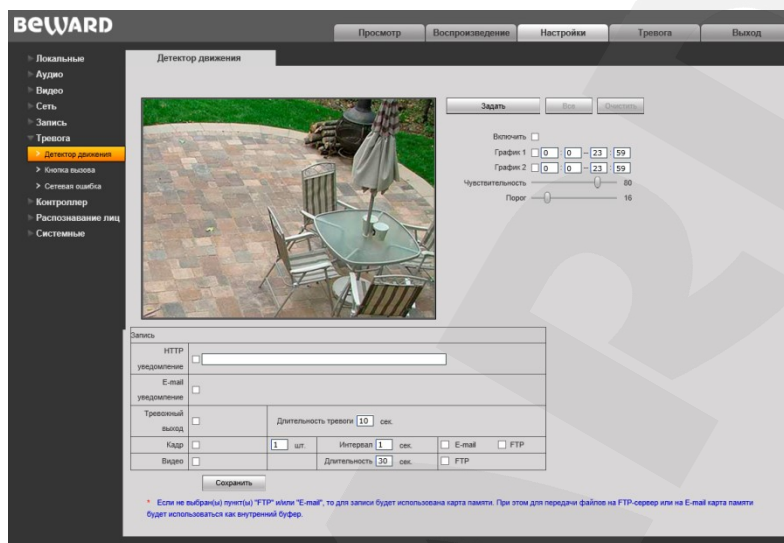 BEWARD
Просмотр Воспроизведение Настройки Тревога Выход
Локальные
Аудио
Видео
Сеть
Запись
Тревога
Детектор движения
Кнопка вызова
Сетевая ошибка
Контроллер
Распознавание лиц
Системные
Детектор движения
Задать Все Очистить
Включить
График 1 0 : 0 – 23 : 59
График 2 0 : 0 – 23 : 59
Чувствительность 80
Порог 16
Запись
HTTP
уведомление
E-mail
уведомление
Тревожный
выход
Длительность тревоги 10 сек.
Кадр 1 шт. Интервал 1 сек. E-mail FTP
Видео Длительность 30 сек. FTP
Сохранить
* Если не выбран(ы) пункт(ы) "FTP" и/или "E-mail", то для записи будет использована карта памяти. При этом для передачи файлов на FTP-сервер или на E-mail карта памяти
будет использоваться как внутренний буфер.